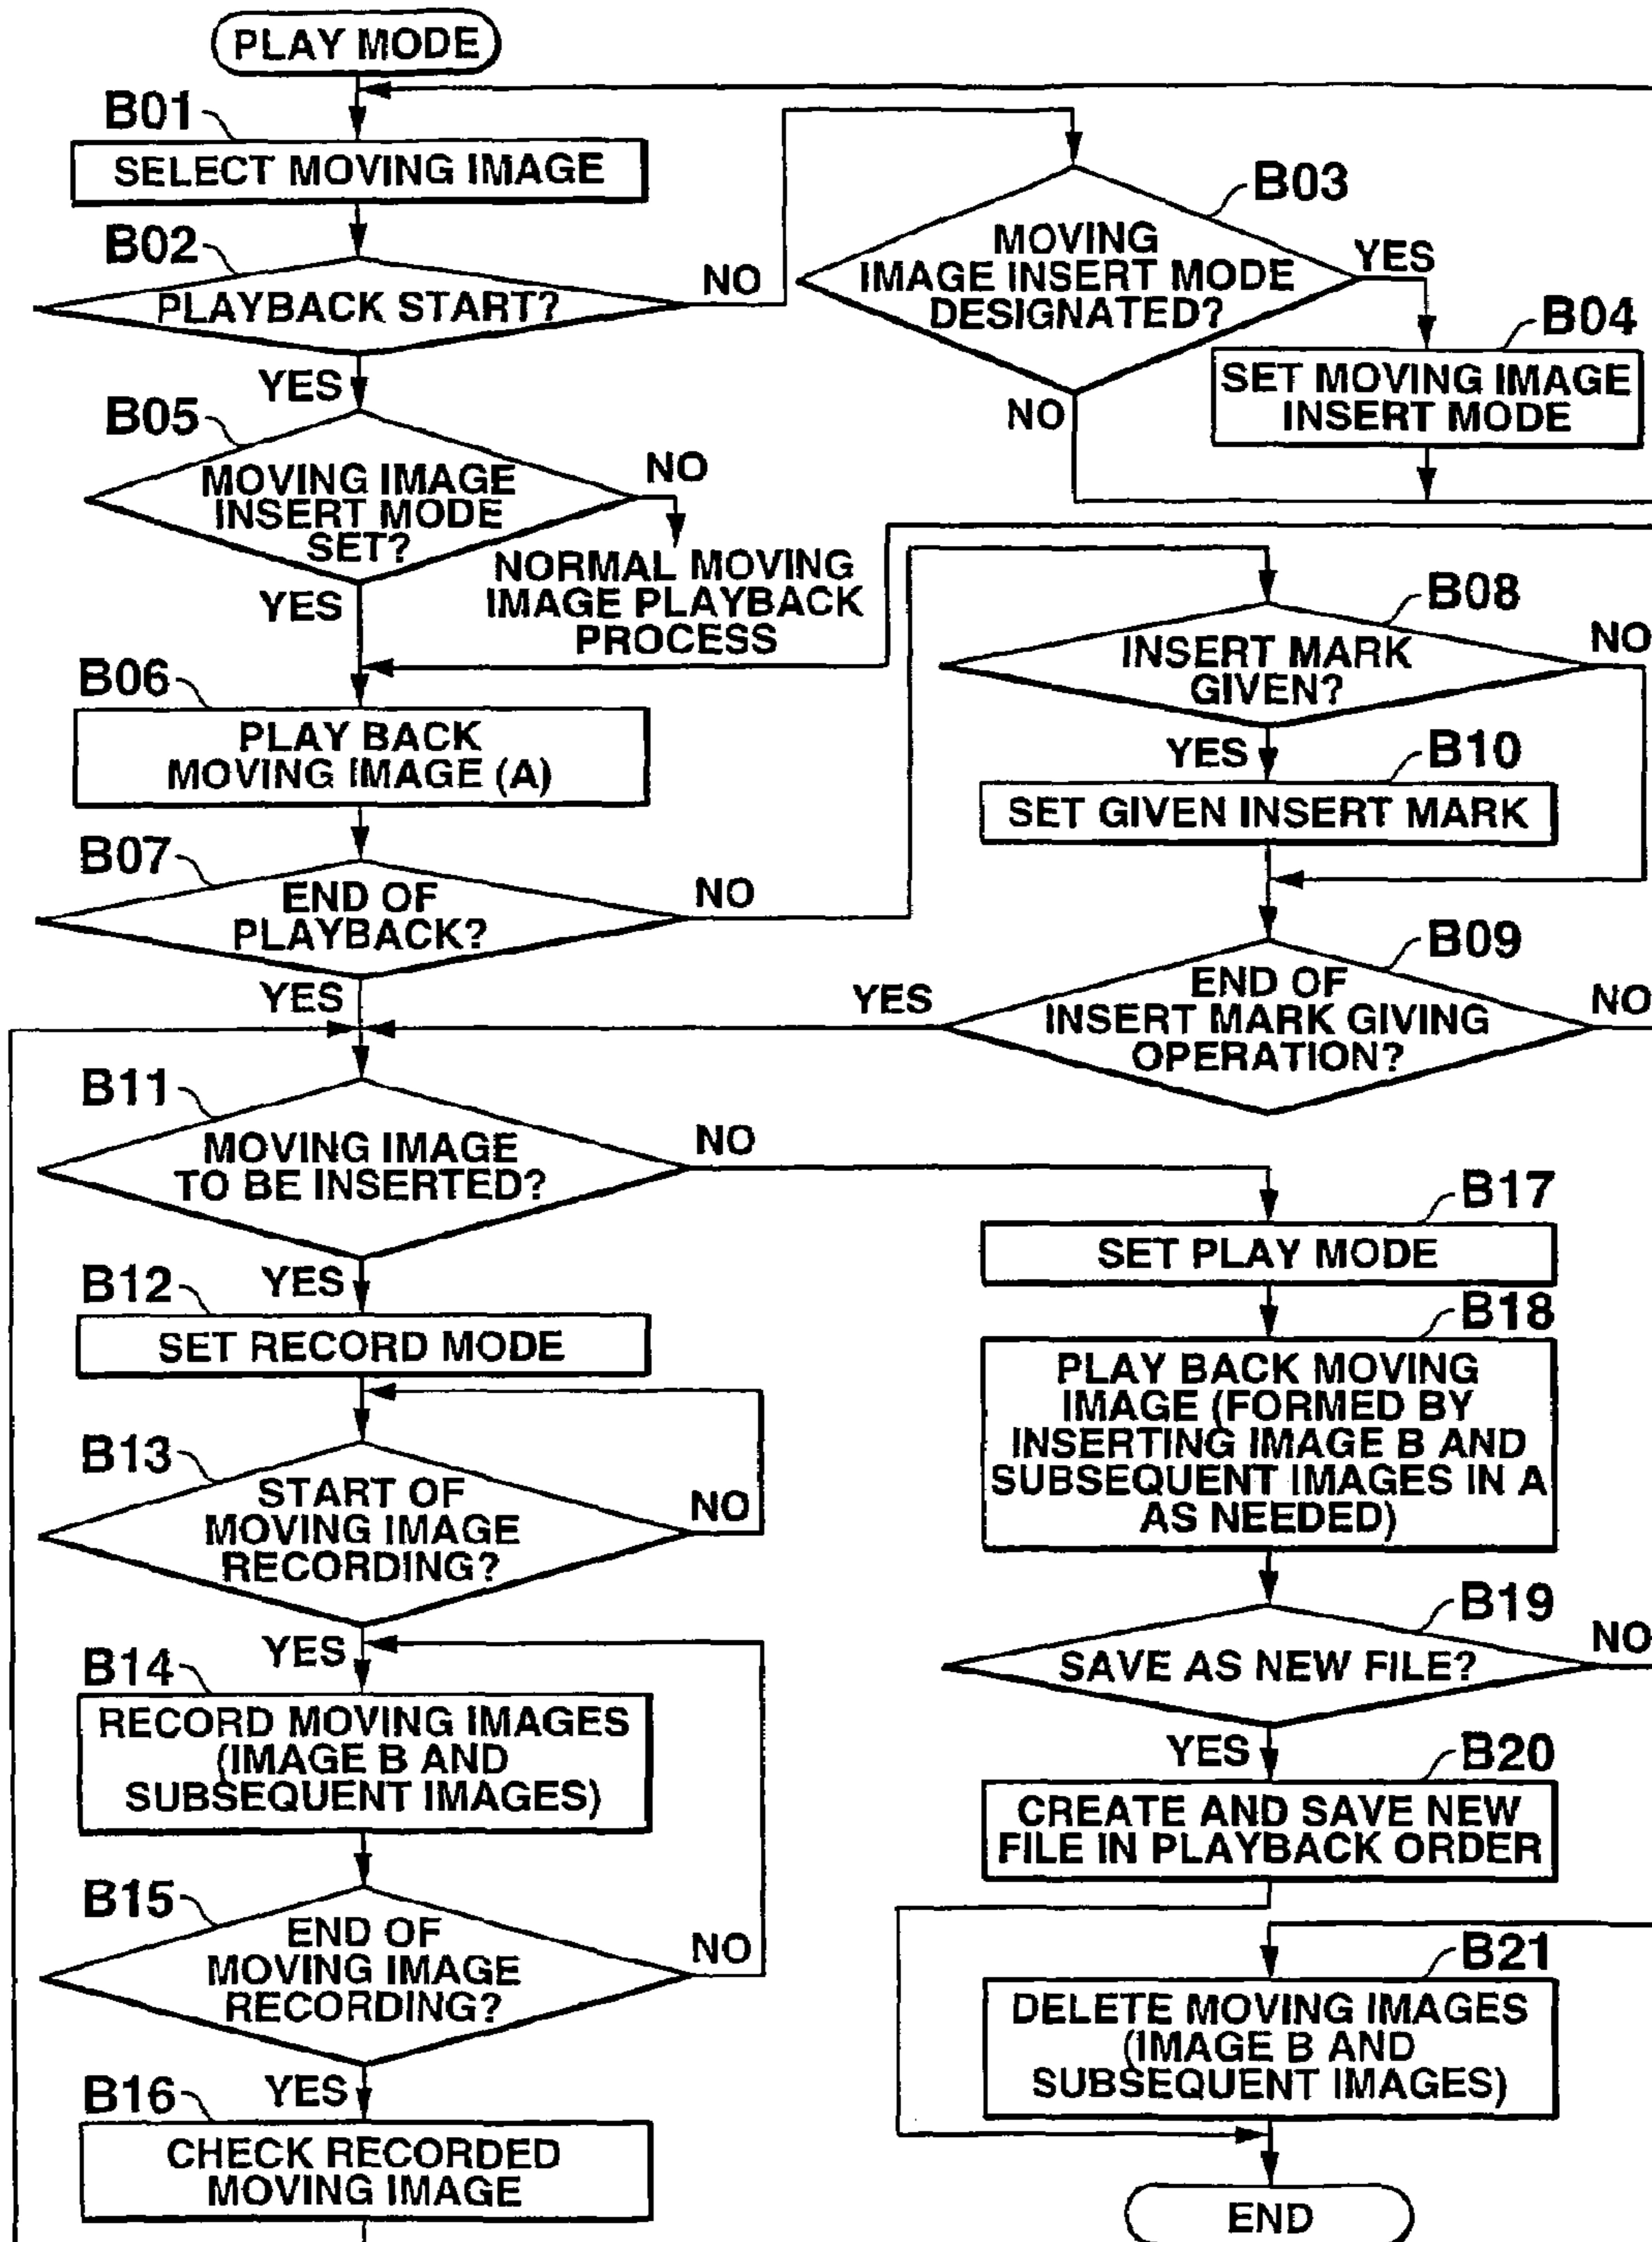 PLAY MODE
B01
SELECT MOVING IMAGE
B02
PLAYBACK START?
NO
YES
B03
MOVING
IMAGE INSERT MODE
DESIGNATED?
YES
NO
B04
SET MOVING IMAGE
INSERT MODE
B05
MOVING IMAGE
INSERT MODE
SET?
NO
YES
NORMAL MOVING
IMAGE PLAYBACK
PROCESS
B06
PLAY BACK
MOVING IMAGE (A)
B07
END OF
PLAYBACK?
NO
YES
B08
INSERT MARK
GIVEN?
NO
YES
B10
SET GIVEN INSERT MARK
B09
END OF
INSERT MARK GIVING
OPERATION?
YES
NO
B11
MOVING IMAGE
TO BE INSERTED?
NO
YES
B12
SET RECORD MODE
B13
START OF
MOVING IMAGE
RECORDING?
NO
YES
B14
RECORD MOVING IMAGES
(IMAGE B AND
SUBSEQUENT IMAGES)
B15
END OF
MOVING IMAGE
RECORDING?
NO
YES
B16
CHECK RECORDED
MOVING IMAGE
B17
SET PLAY MODE
B18
PLAY BACK MOVING
IMAGE (FORMED BY
INSERTING IMAGE B AND
SUBSEQUENT IMAGES IN A
AS NEEDED)
B19
SAVE AS NEW FILE?
NO
YES
B20
CREATE AND SAVE NEW
FILE IN PLAYBACK ORDER
B21
DELETE MOVING IMAGES
(IMAGE B AND
SUBSEQUENT IMAGES)
END